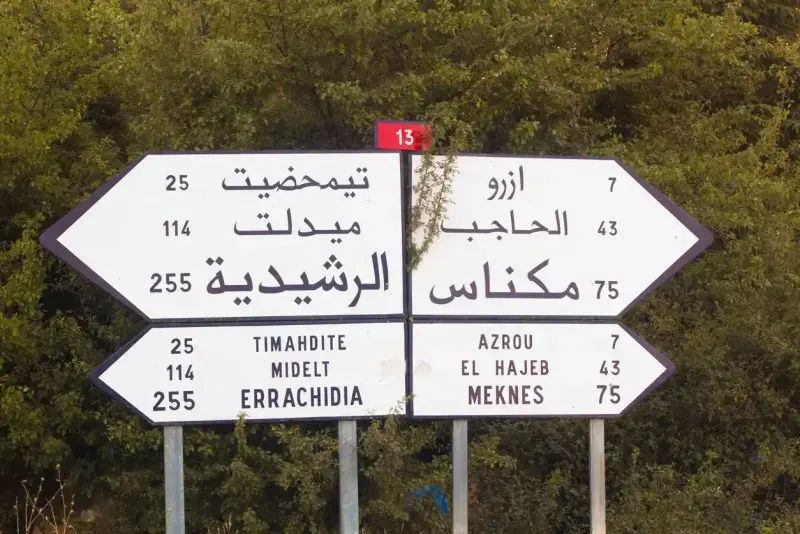 13
25 تيمحضيت
114 ميدلت
255 الرشيدية
ازرو 7
الحاجب 43
مكناس 75
25 TIMAHDITE
114 MIDELT
255 ERRACHIDIA
AZROU 7
EL HAJEB 43
MEKNES 75